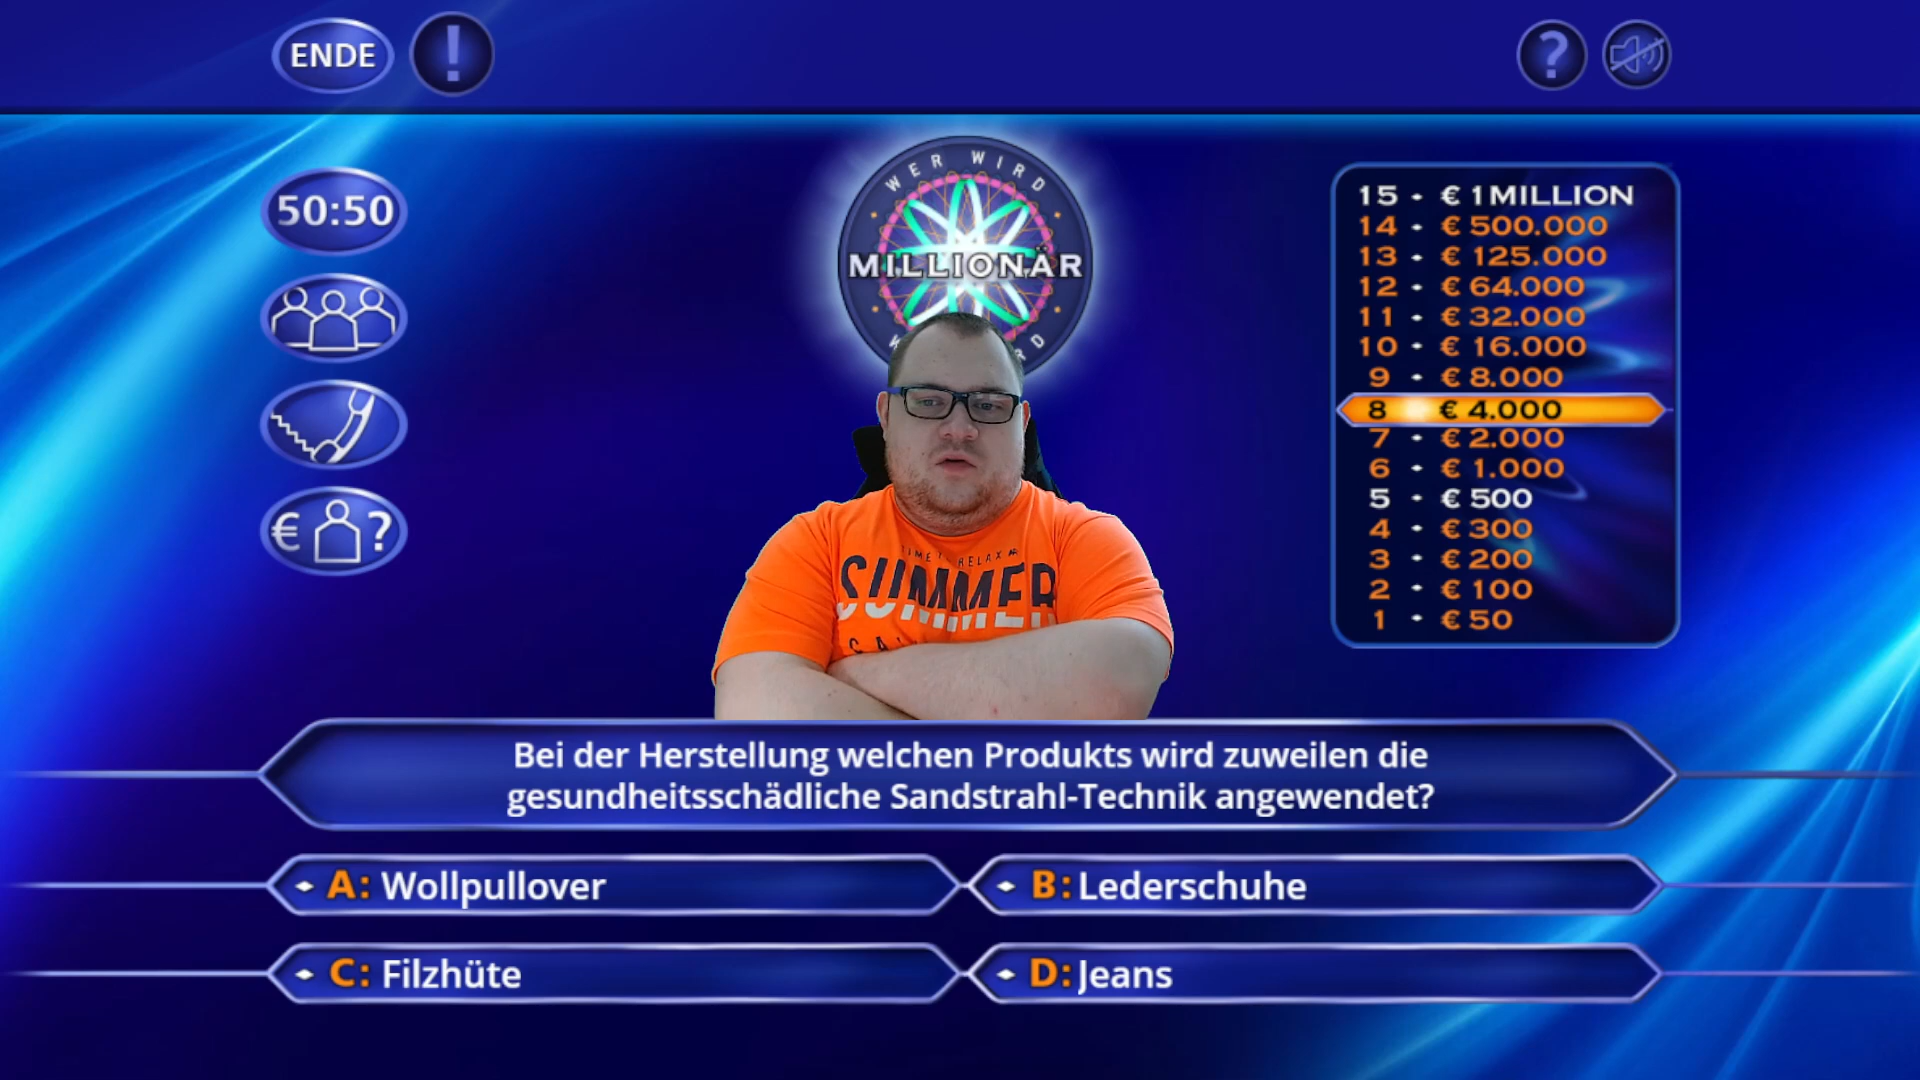 ENDE
!
?
50:50
€ ?
WER WIRD
MILLIONÄR
15 · € 1 MILLION
14 · € 500.000
13 · € 125.000
12 · € 64.000
11 · € 32.000
10 · € 16.000
9 · € 8.000
8 € 4.000
7 · € 2.000
6 · € 1.000
5 · € 500
4 · € 300
3 · € 200
2 · € 100
1 · € 50
RELAX
SUMMER
Bei der Herstellung welchen Produkts wird zuweilen die
gesundheitsschädliche Sandstrahl-Technik angewendet?
A: Wollpullover
B: Lederschuhe
C: Filzhüte
D: Jeans